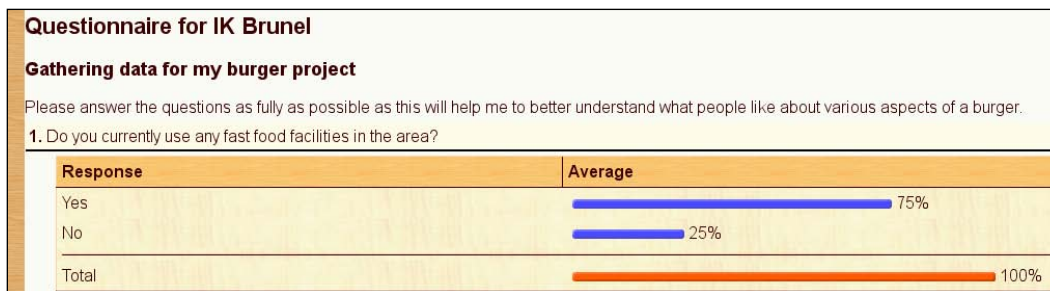 Questionnaire for IK Brunel
Gathering data for my burger project
Please answer the questions as fully as possible as this will help me to better understand what people like about various aspects of a burger.
1. Do you currently use any fast food facilities in the area?
Response Average
Yes 75%
No 25%
Total 100%